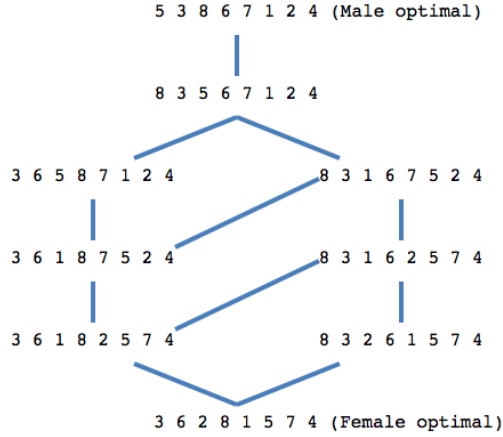 5 3 8 6 7 1 2 4 (Male optimal)
8 3 5 6 7 1 2 4
3 6 5 8 7 1 2 4 8 3 1 6 7 5 2 4
3 6 1 8 7 5 2 4 8 3 1 6 2 5 7 4
3 6 1 8 2 5 7 4 8 3 2 6 1 5 7 4
3 6 2 8 1 5 7 4 (Female optimal)